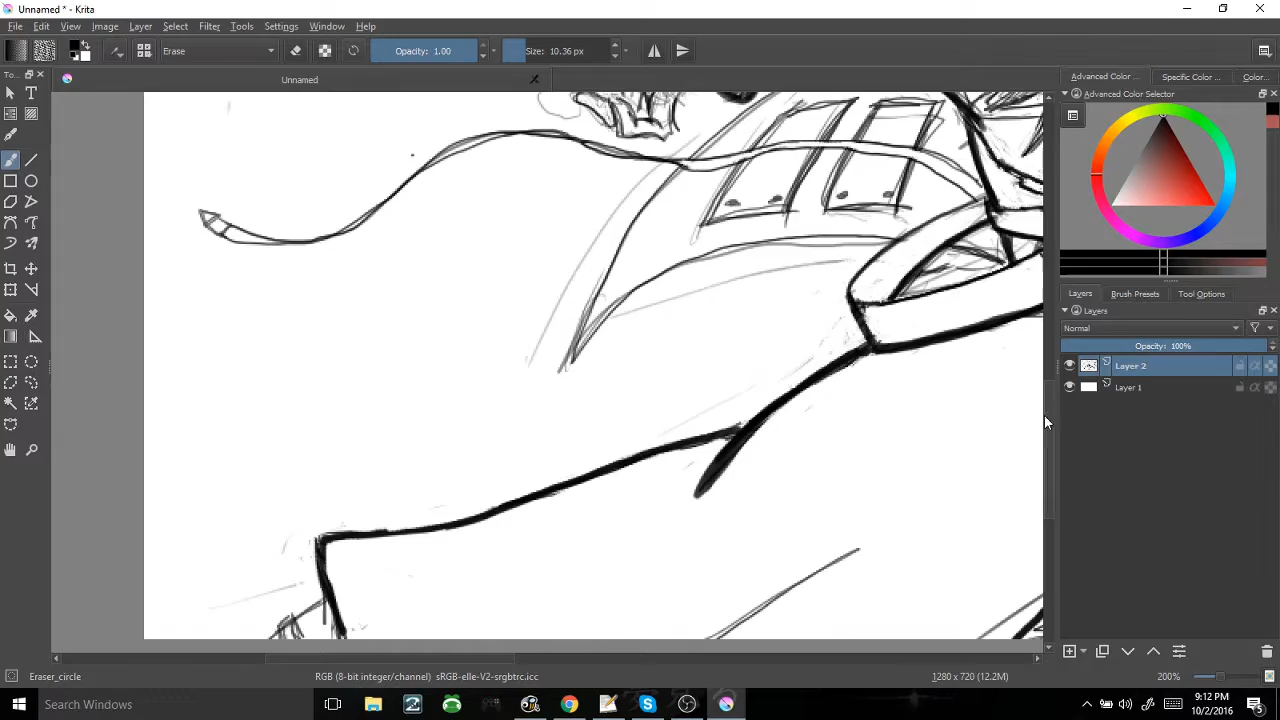 Unnamed * - Krita
File Edit View Image Layer Select Filter Tools Settings Window Help
Erase Opacity: 1.00 Size: 10.36 px
To... Unnamed Advanced Color ... Specific Color ... Color...
Advanced Color Selector
Layers Brush Presets Tool Options
Layers
Normal
Opacity: 100%
Layer 2
Layer 1
Eraser_circle RGB (8-bit integer/channel) sRGB-elle-V2-srgbtrc.icc 1280 x 720 (12.2M) 200%
Search Windows 9:12 PM
10/2/2016